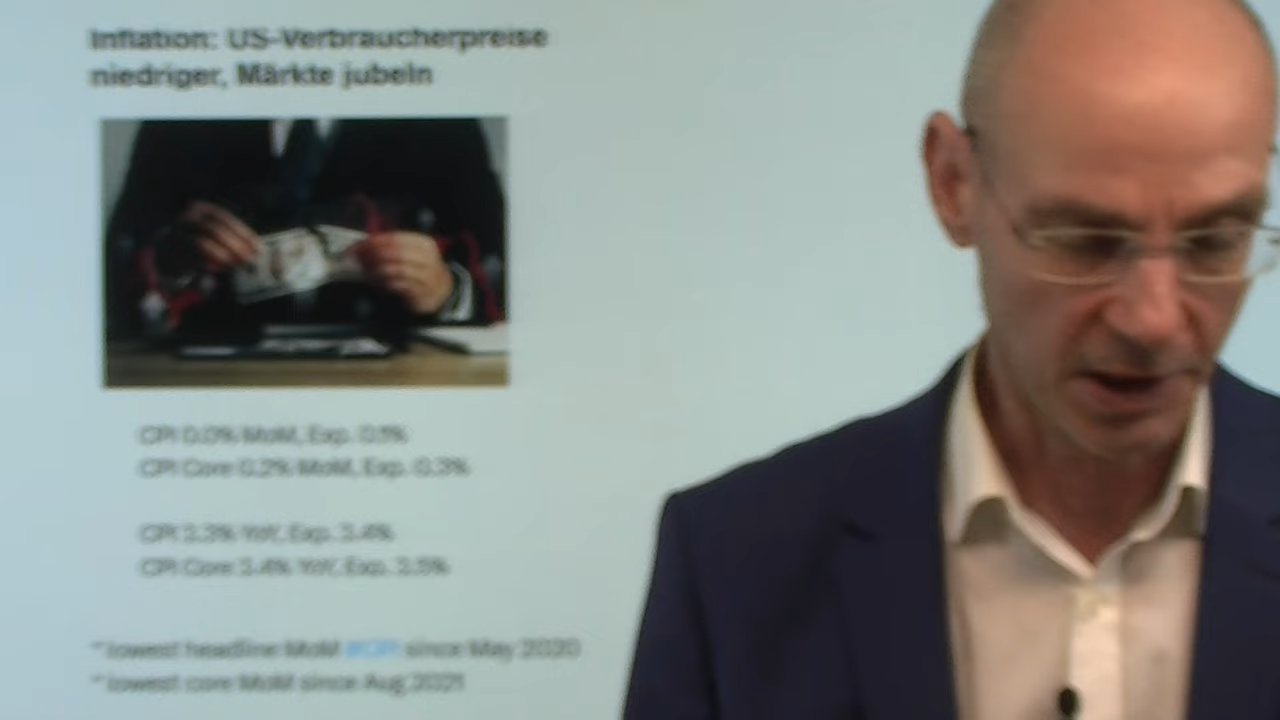 Inflation: US-Verbraucherpreise
niedriger, Märkte jubeln
CPI 0.0% MoM, Exp. 0.1%
CPI Core 0.2% MoM, Exp. 0.3%
CPI 3.3% YoY, Exp. 3.4%
CPI Core 3.4% YoY, Exp. 3.5%
* lowest headline MoM #CPI since May 2020
* lowest core MoM since Aug 2021